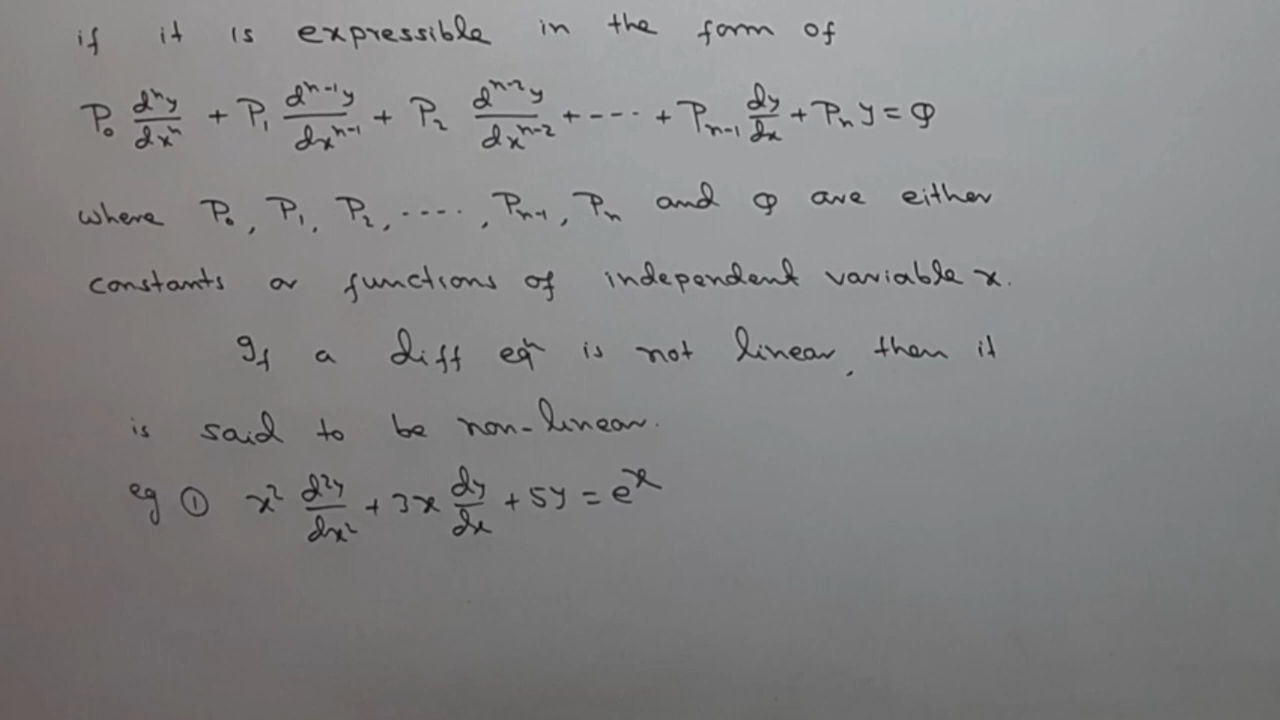 if it is expressible in the form of
P₀ dⁿy/dxⁿ + P₁ dⁿ⁻¹y/dxⁿ⁻¹ + P₂ dⁿ⁻²y/dxⁿ⁻² + ---- + Pₙ₋₁ dy/dx + Pₙ y = Q
where P₀, P₁, P₂, ----, Pₙ₋₁, Pₙ and Q are either
constants or functions of independent variable x.
If a diff eqⁿ is not linear, then it
is said to be non-linear.
eg ① x² d²y/dx² + 3x dy/dx + 5y = eˣ